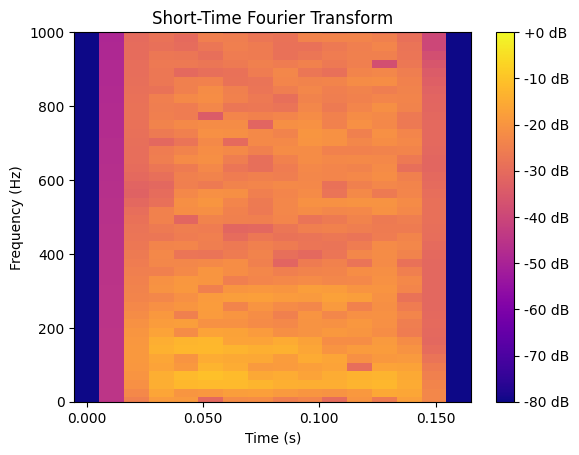 Short-Time Fourier Transform
1000
800
600
400
200
0
Frequency (Hz)
0.000
0.050
0.100
0.150
Time (s)
+0 dB
-10 dB
-20 dB
-30 dB
-40 dB
-50 dB
-60 dB
-70 dB
-80 dB